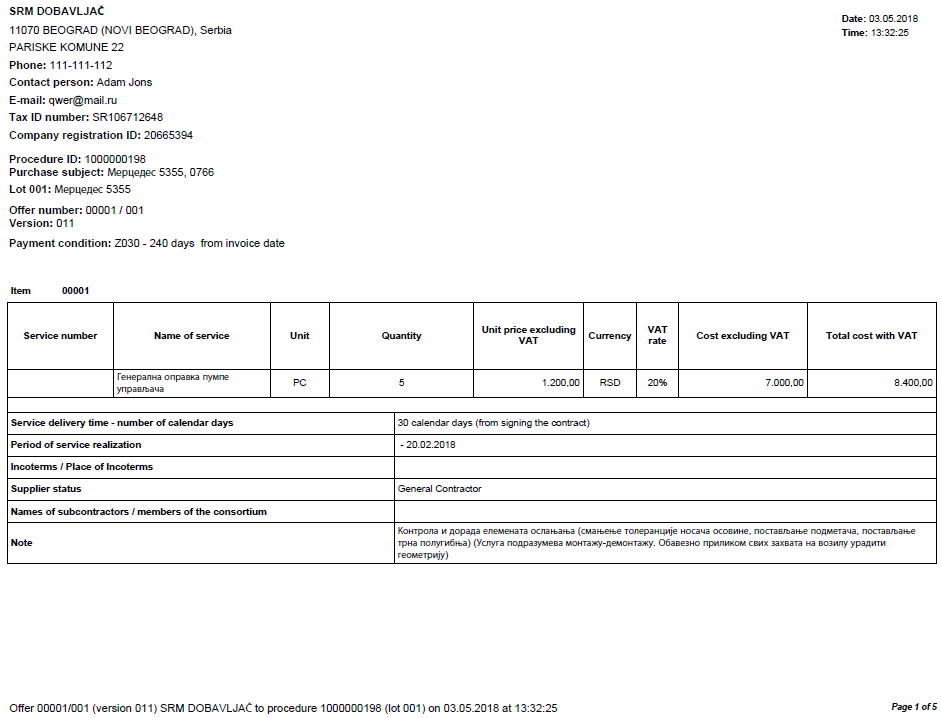 SRM DOBAVLJAČ
11070 BEOGRAD (NOVI BEOGRAD), Serbia
PARISKE KOMUNE 22
Phone: 111-111-112
Contact person: Adam Jons
E-mail: qwer@mail.ru
Tax ID number: SR106712648
Company registration ID: 20665394
Date: 03.05.2018
Time: 13:32:25
Procedure ID: 1000000198
Purchase subject: Мерцедес 5355, 0766
Lot 001: Мерцедес 5355
Offer number: 00001 / 001
Version: 011
Payment condition: Z030 - 240 days from invoice date
Item 00001
Service number Name of service Unit Quantity Unit price excluding VAT Currency VAT rate Cost excluding VAT Total cost with VAT
Генерална оправка пумпе
управљача
PC 5 1.200,00 RSD 20% 7.000,00 8.400,00
Service delivery time - number of calendar days 30 calendar days (from signing the contract)
Period of service realization - 20.02.2018
Incoterms / Place of Incoterms
Supplier status General Contractor
Names of subcontractors / members of the consortium
Note
Контрола и дорада елемената ослањања (смањење толеранције носача осовине, постављање подметача, постављање
трна полугибња) (Услуга подразумева монтажу-демонтажу. Обавезно приликом свих захвата на возилу урадити
геометрију)
Offer 00001/001 (version 011) SRM DOBAVLJAČ to procedure 1000000198 (lot 001) on 03.05.2018 at 13:32:25
Page 1 of 5